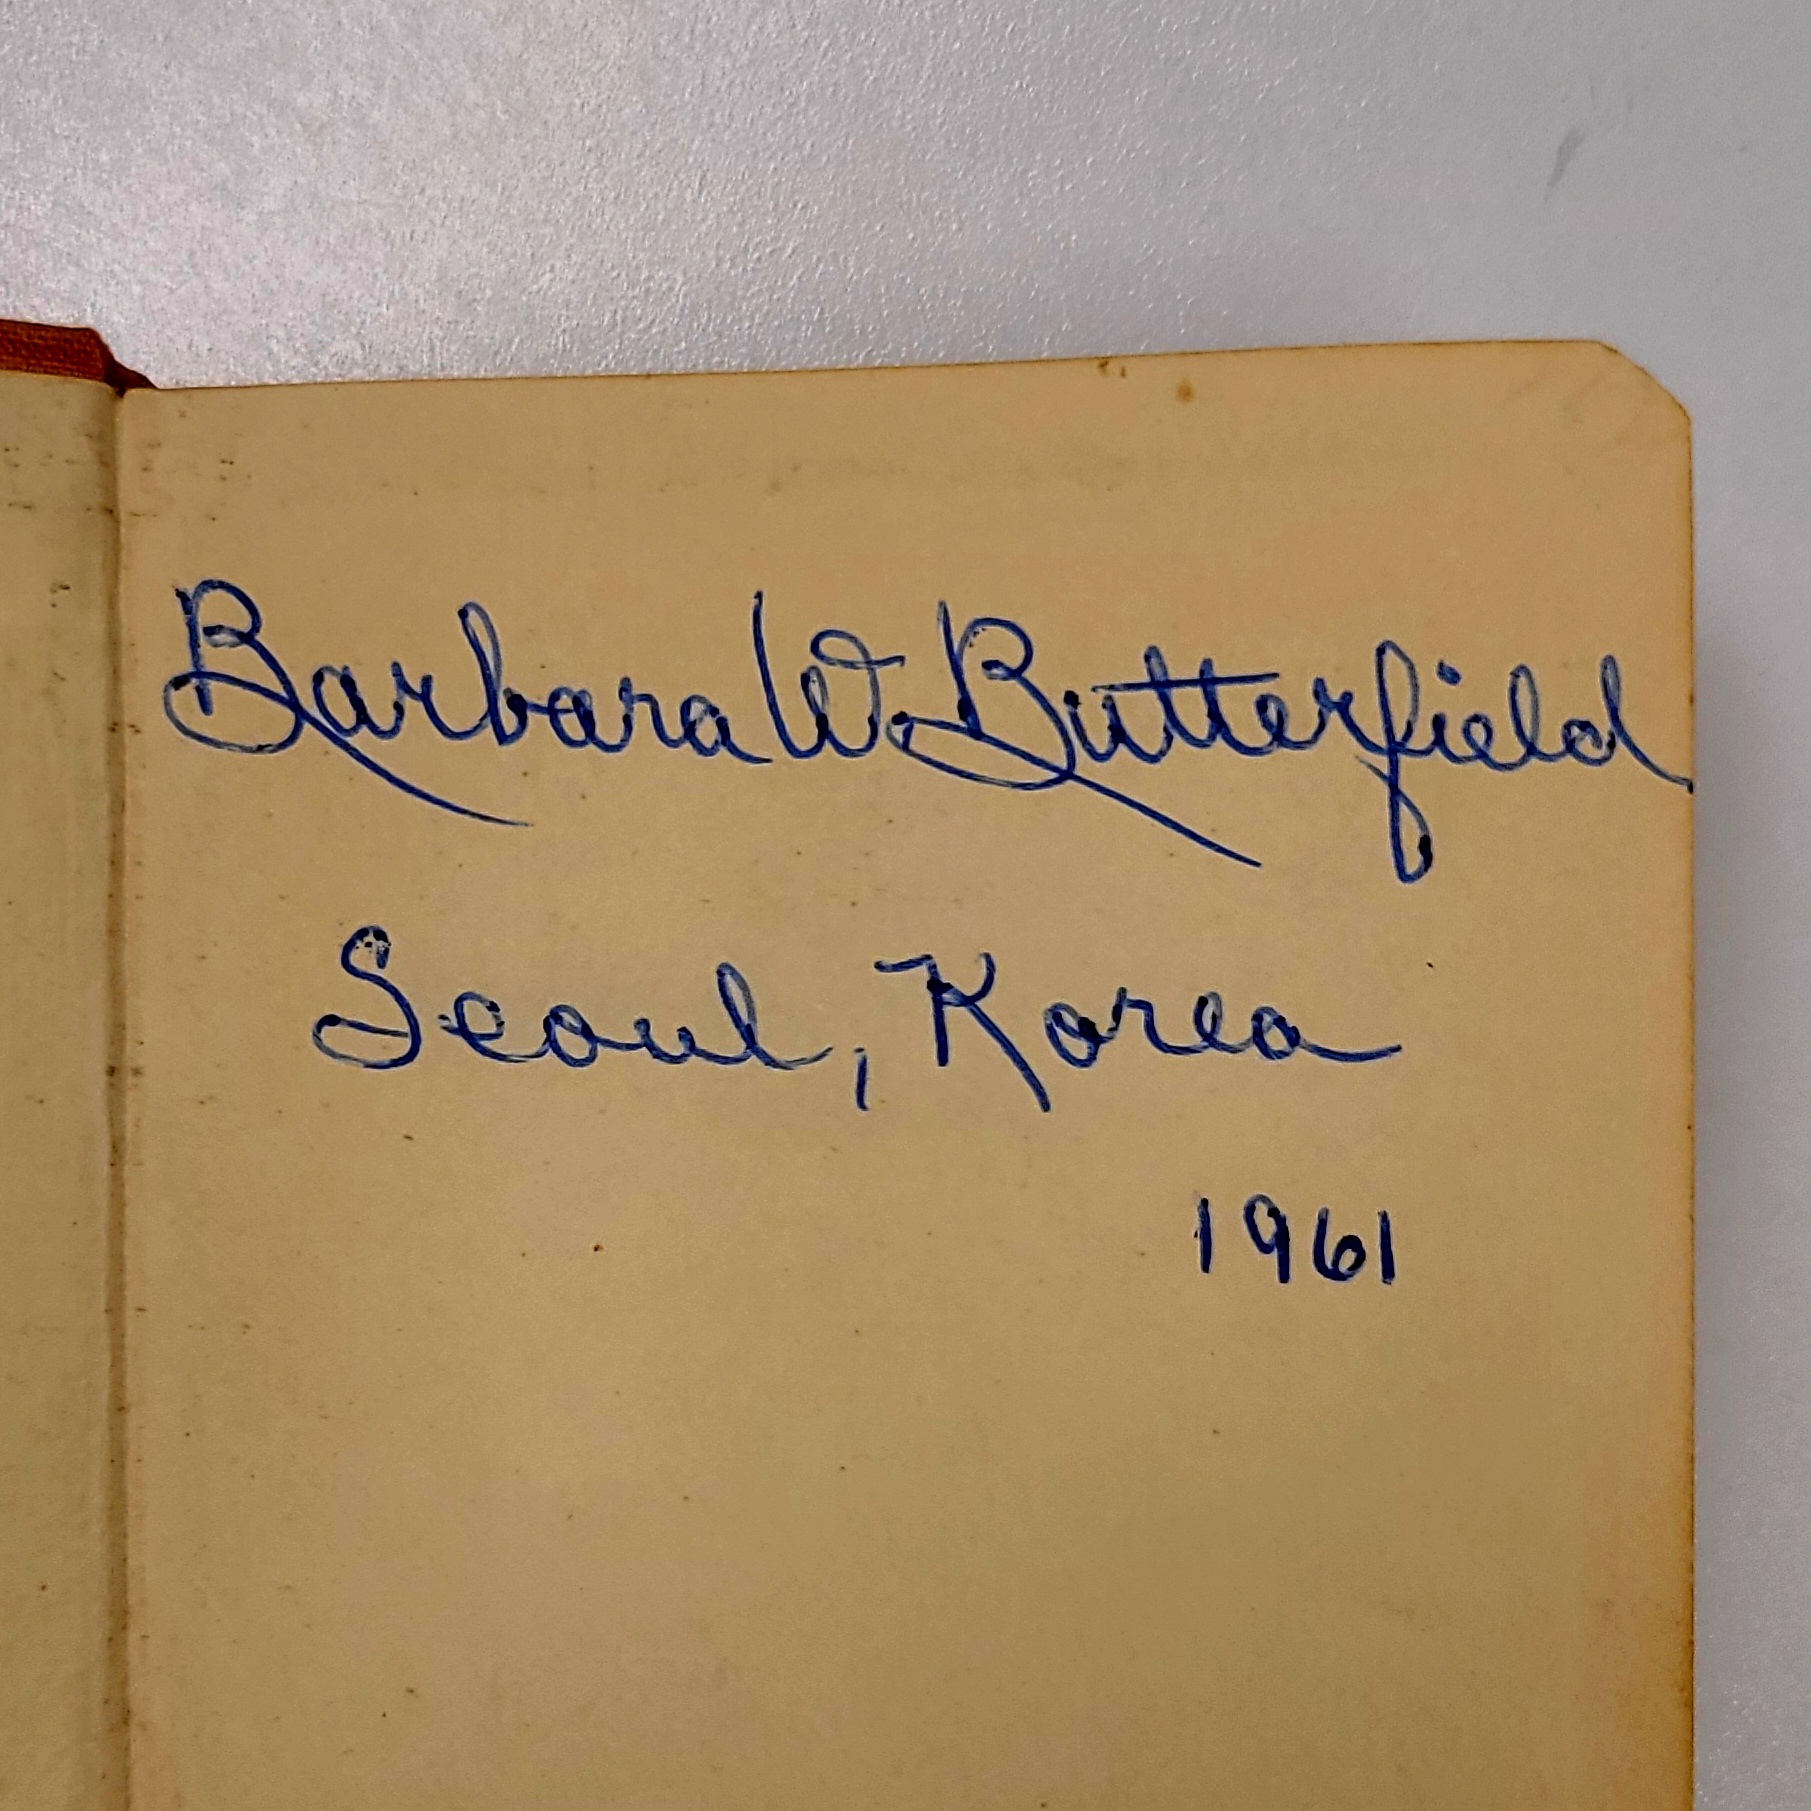 Barbara W. Butterfield
Seoul, Korea
1961